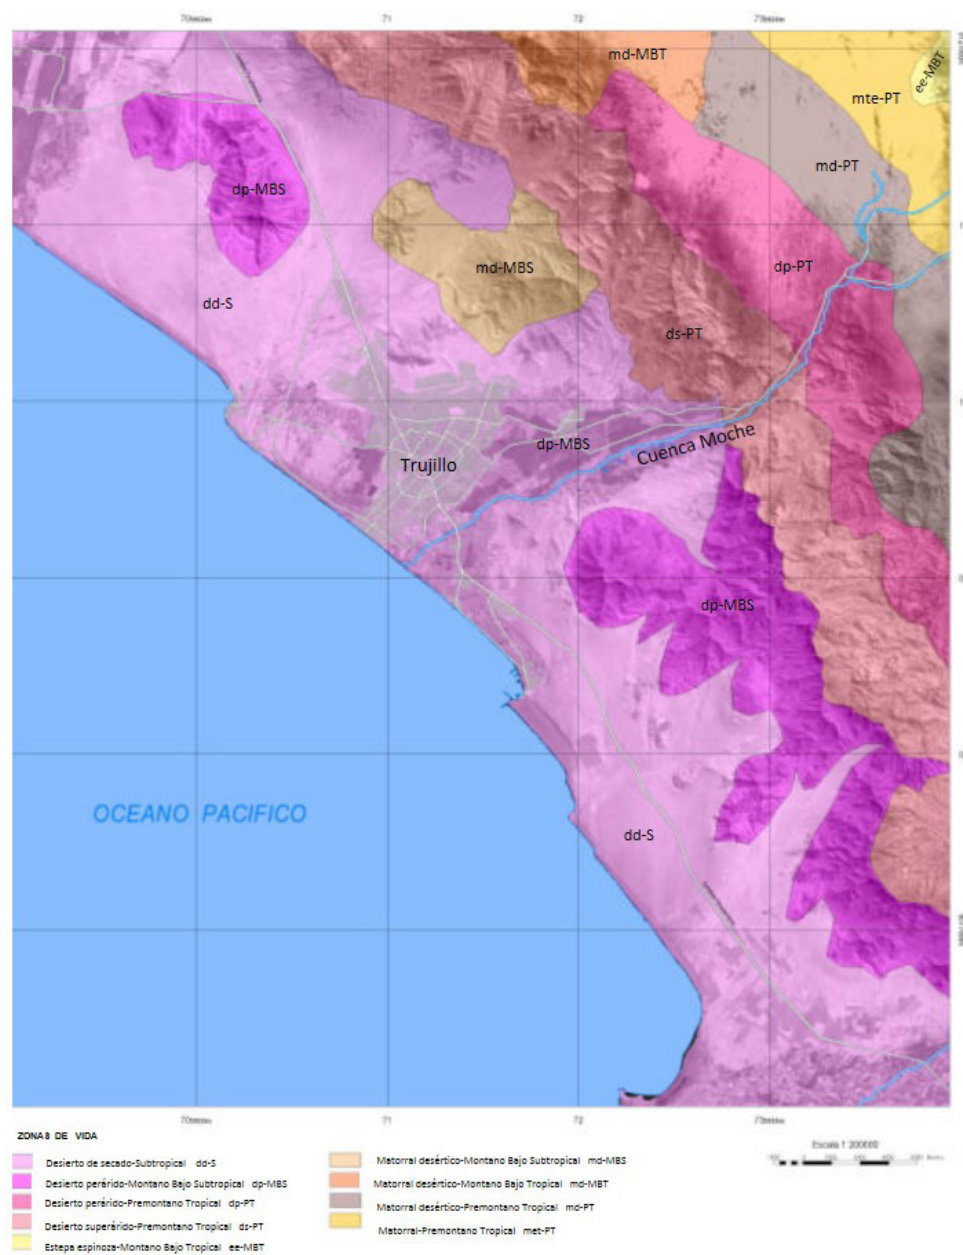 71
72
md-MBT
ee-MBT
mte-PT
md-PT
dp-MBS
md-MBS
dp-PT
dd-S
ds-PT
dp-MBS
Cuenca Moche
Trujillo
dp-MBS
OCEANO PACIFICO
dd-S
71
72
ZONAS DE VIDA
Escala 1:200000
Desierto de secado-Subtropical dd-S
Desierto perárido-Montano Bajo Subtropical dp-MBS
Desierto perárido-Premontano Tropical dp-PT
Desierto superárido-Premontano Tropical ds-PT
Estepa espinoza-Montano Bajo Tropical ee-MBT
Matorral desértico-Montano Bajo Subtropical md-MBS
Matorral desértico-Montano Bajo Tropical md-MBT
Matorral desértico-Premontano Tropical md-PT
Matorral-Premontano Tropical met-PT